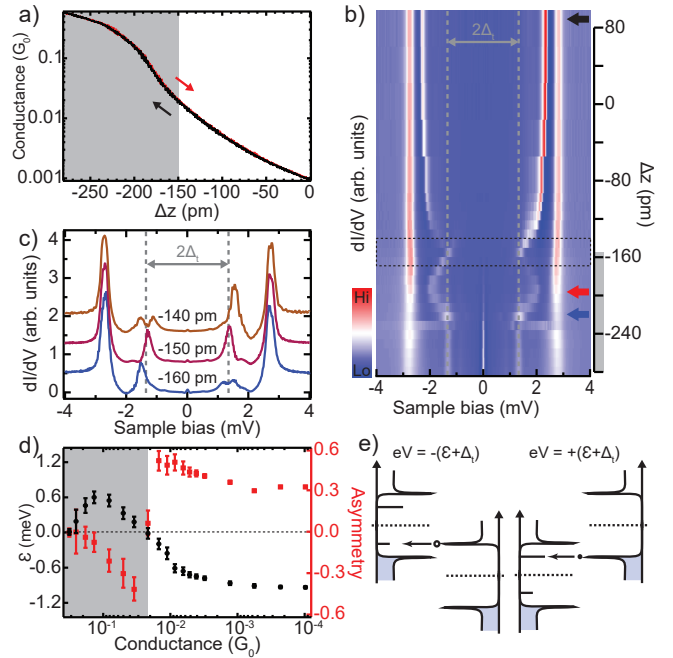 a)
Conductance (G₀)
0.1
0.01
0.001
-200
-100
0
Δz (pm)
b)
2Δₜ
80
0
-80
-160
-240
Δz (pm)
dI/dV (arb. units)
Hi
Lo
-4
-2
0
2
4
Sample bias (mV)
c)
2Δₜ
dI/dV (arb. units)
4
3
2
1
0
-140 pm
-150 pm
-160 pm
-4
-2
0
2
4
Sample bias (mV)
d)
ε (meV)
1.2
0.6
0.0
-0.6
-1.2
0.6
0.3
0.0
-0.3
-0.6
Asymmetry
10⁻¹
10⁻²
10⁻³
10⁻⁴
Conductance (G₀)
e)
eV = -(ε+Δₜ)
eV = +(ε+Δₜ)